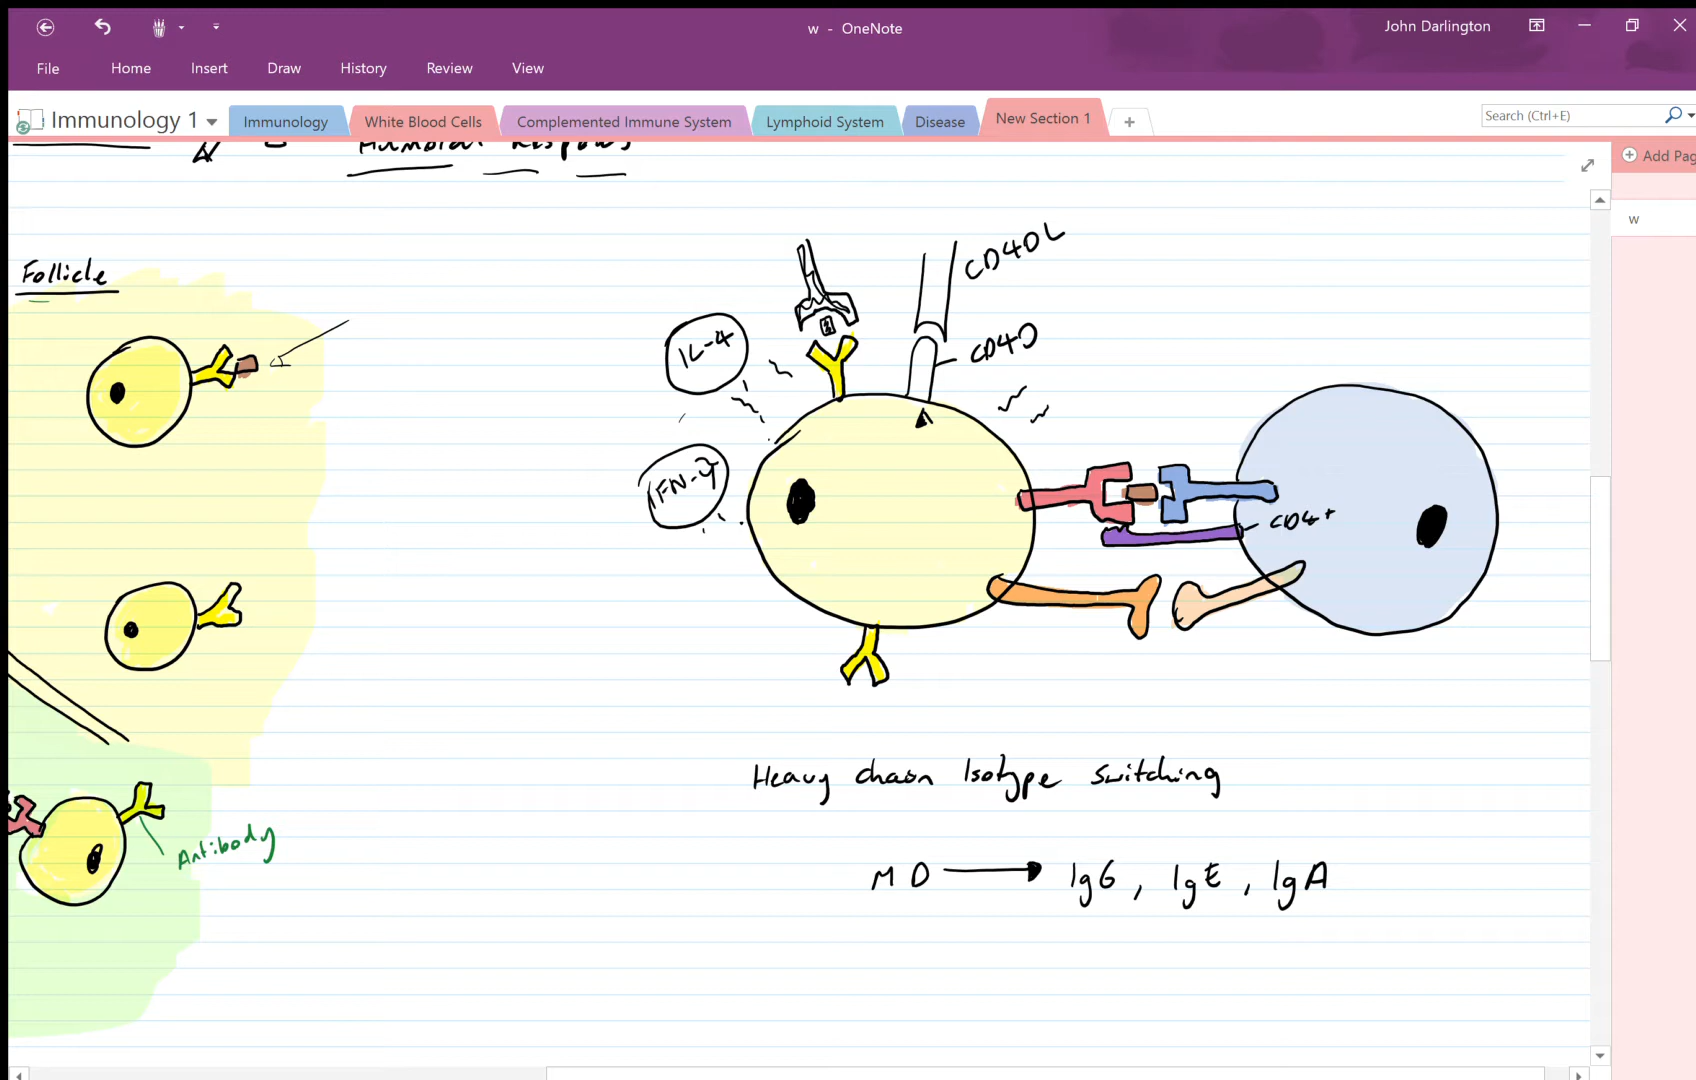 w - OneNote
John Darlington
File Home Insert Draw History Review View
Immunology 1
Immunology
White Blood Cells
Complemented Immune System
Lymphoid System
Disease
New Section 1
Search (Ctrl+E)
Add Pag
w
Humoral Respons
Follicle
CD40L
IL-4
CD40
IFN-γ
CD4+
Heavy chain Isotype switching
Antibody
M D → IgG, IgE, IgA